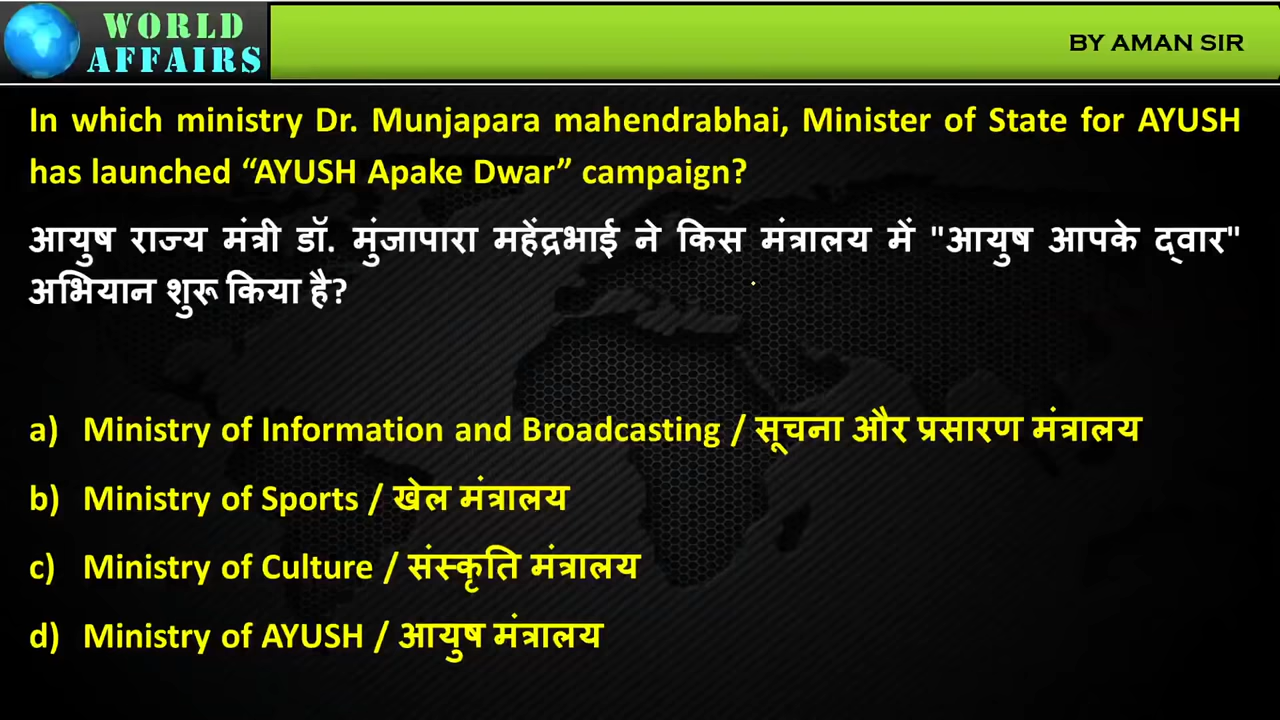 WORLD
AFFAIRS
BY AMAN SIR
In which ministry Dr. Munjapara mahendrabhai, Minister of State for AYUSH
has launched “AYUSH Apake Dwar” campaign?
आयुष राज्य मंत्री डॉ. मुंजापारा महेंद्रभाई ने किस मंत्रालय में "आयुष आपके द्वार"
अभियान शुरू किया है?
a) Ministry of Information and Broadcasting / सूचना और प्रसारण मंत्रालय
b) Ministry of Sports / खेल मंत्रालय
c) Ministry of Culture / संस्कृति मंत्रालय
d) Ministry of AYUSH / आयुष मंत्रालय